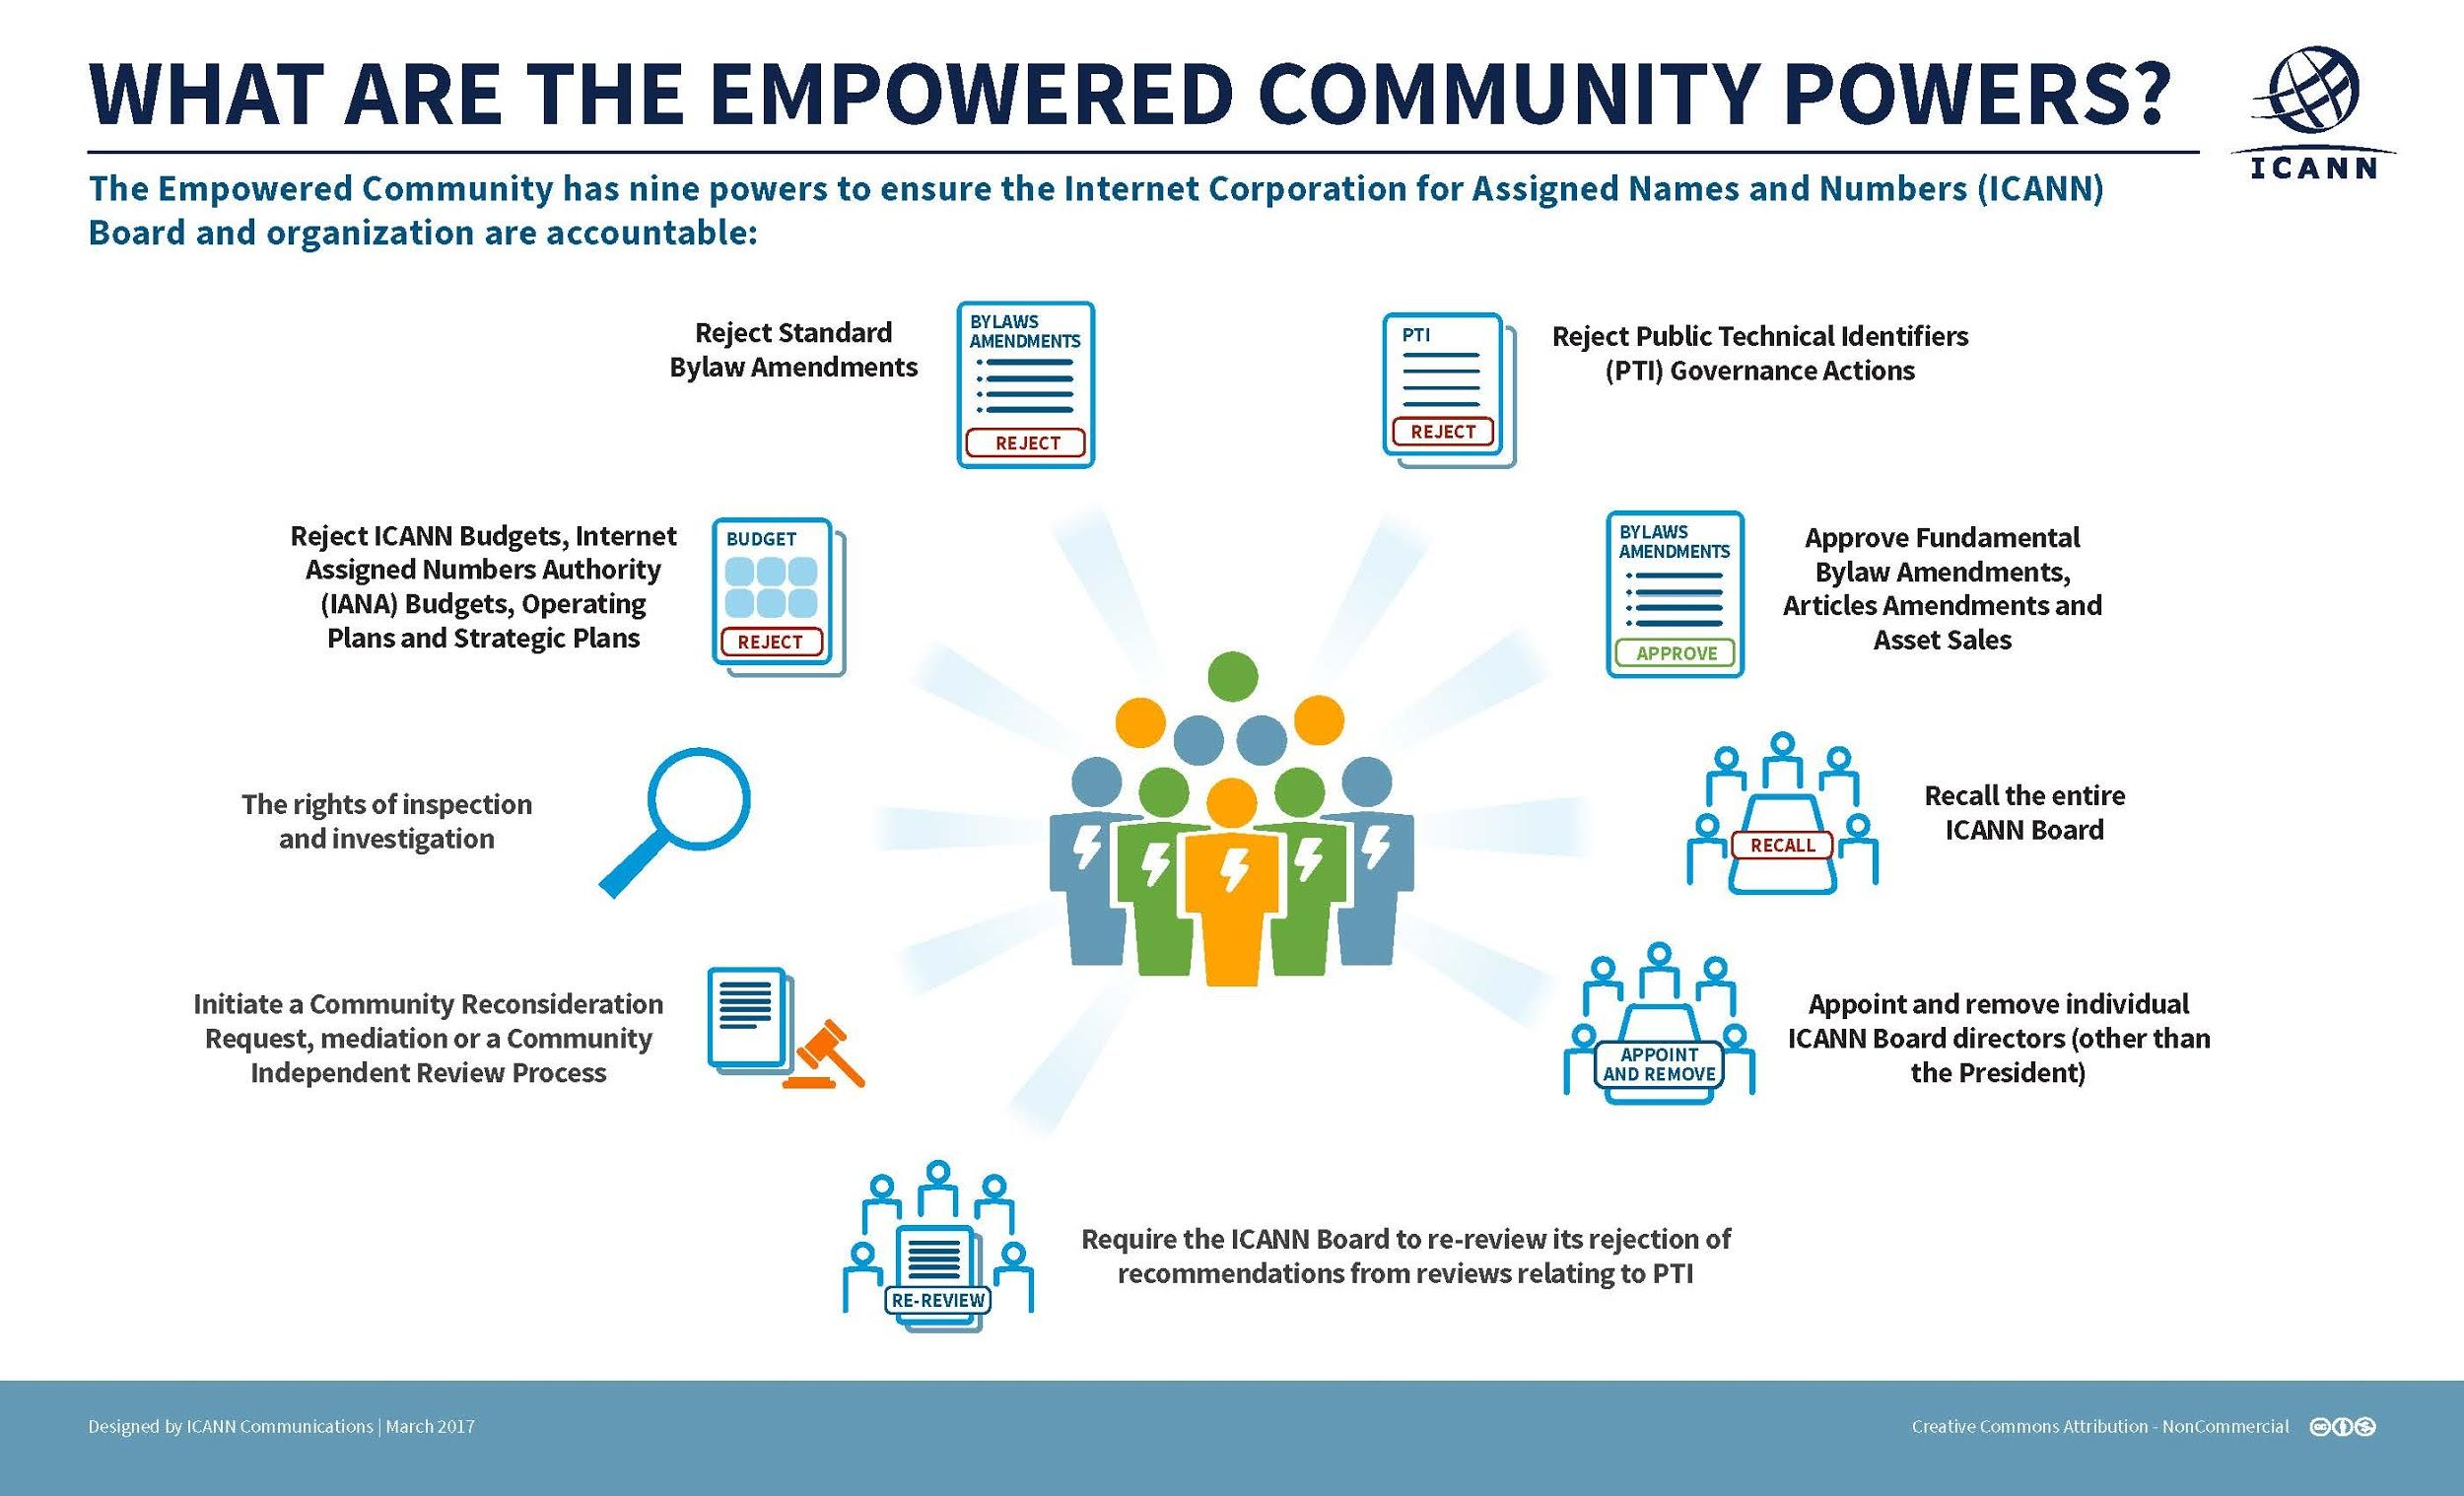 WHAT ARE THE EMPOWERED COMMUNITY POWERS?
ICANN
The Empowered Community has nine powers to ensure the Internet Corporation for Assigned Names and Numbers (ICANN)
Board and organization are accountable:
Reject Standard
Bylaw Amendments
BYLAWS
AMENDMENTS
REJECT
PTI
REJECT
Reject Public Technical Identifiers
(PTI) Governance Actions
Reject ICANN Budgets, Internet
Assigned Numbers Authority
(IANA) Budgets, Operating
Plans and Strategic Plans
BUDGET
REJECT
BYLAWS
AMENDMENTS
APPROVE
Approve Fundamental
Bylaw Amendments,
Articles Amendments and
Asset Sales
The rights of inspection
and investigation
RECALL
Recall the entire
ICANN Board
Initiate a Community Reconsideration
Request, mediation or a Community
Independent Review Process
APPOINT
AND REMOVE
Appoint and remove individual
ICANN Board directors (other than
the President)
RE-REVIEW
Require the ICANN Board to re-review its rejection of
recommendations from reviews relating to PTI
Designed by ICANN Communications | March 2017
Creative Commons Attribution - NonCommercial